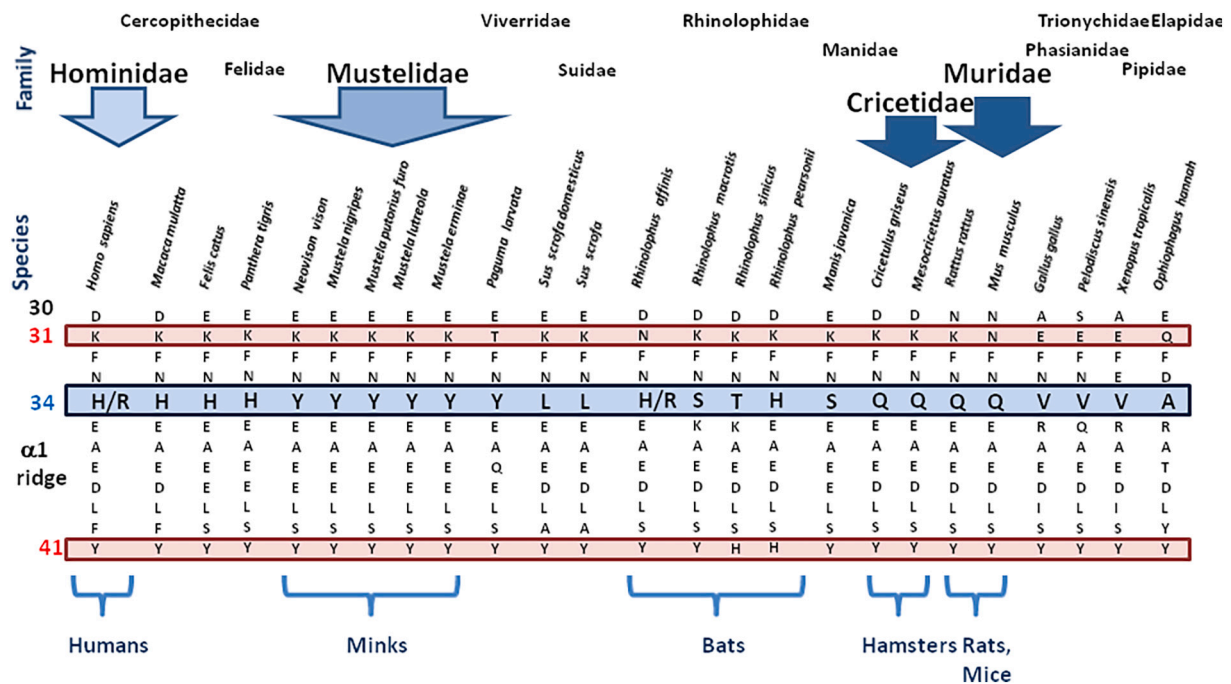 Cercopithecidae Viverridae Rhinolophidae Trionychidae Elapidae
Manidae Phasianidae
Family Hominidae Felidae Mustelidae Suidae Muridae Pipidae
Cricetidae
Species
Homo sapiens
Macaca mulatta
Felis catus
Panthera tigris
Neovison vison
Mustela nigripes
Mustela putorius furo
Mustela lutreola
Mustela erminae
Paguma larvata
Sus scrofa domesticus
Sus scrofa
Rhinolophus affinis
Rhinolophus macrotis
Rhinolophus sinicus
Rhinolophus pearsonii
Manis javanica
Cricetulus griseus
Mesocricetus auratus
Rattus rattus
Mus musculus
Gallus gallus
Pelodiscus sinensis
Xenopus tropicalis
Ophiophagus hannah
30 D D E E E E E E E E E E D D D D E D D N N A S A E
31 K K K K K K K K K T K K N K K K K K K K N E E E Q
F F F F F F F F F F F F F F F F F F F F F F F F F
N N N N N N N N N N N N N N N N N N N N N N N E D
34 H/R H H H Y Y Y Y Y Y L L H/R S T H S Q Q Q Q V V V A
E E E E E E E E E E E E E K K E E E E E E R Q R R
α1 A A A A A A A A A A A A A A A A A A A A A A A A A
ridge E E E E E E E E E Q E E E E E E E E E E E E E E T
D D E E E E E E E E D D D D D D E D D D D D D D D
L L L L L L L L L L L L L L L L L L L L L I L I L
F F S S S S S S S S A A S S S S S S S S S S S S Y
41 Y Y Y Y Y Y Y Y Y Y Y Y Y Y H H Y Y Y Y Y Y Y Y Y
Humans Minks Bats Hamsters Rats,
Mice